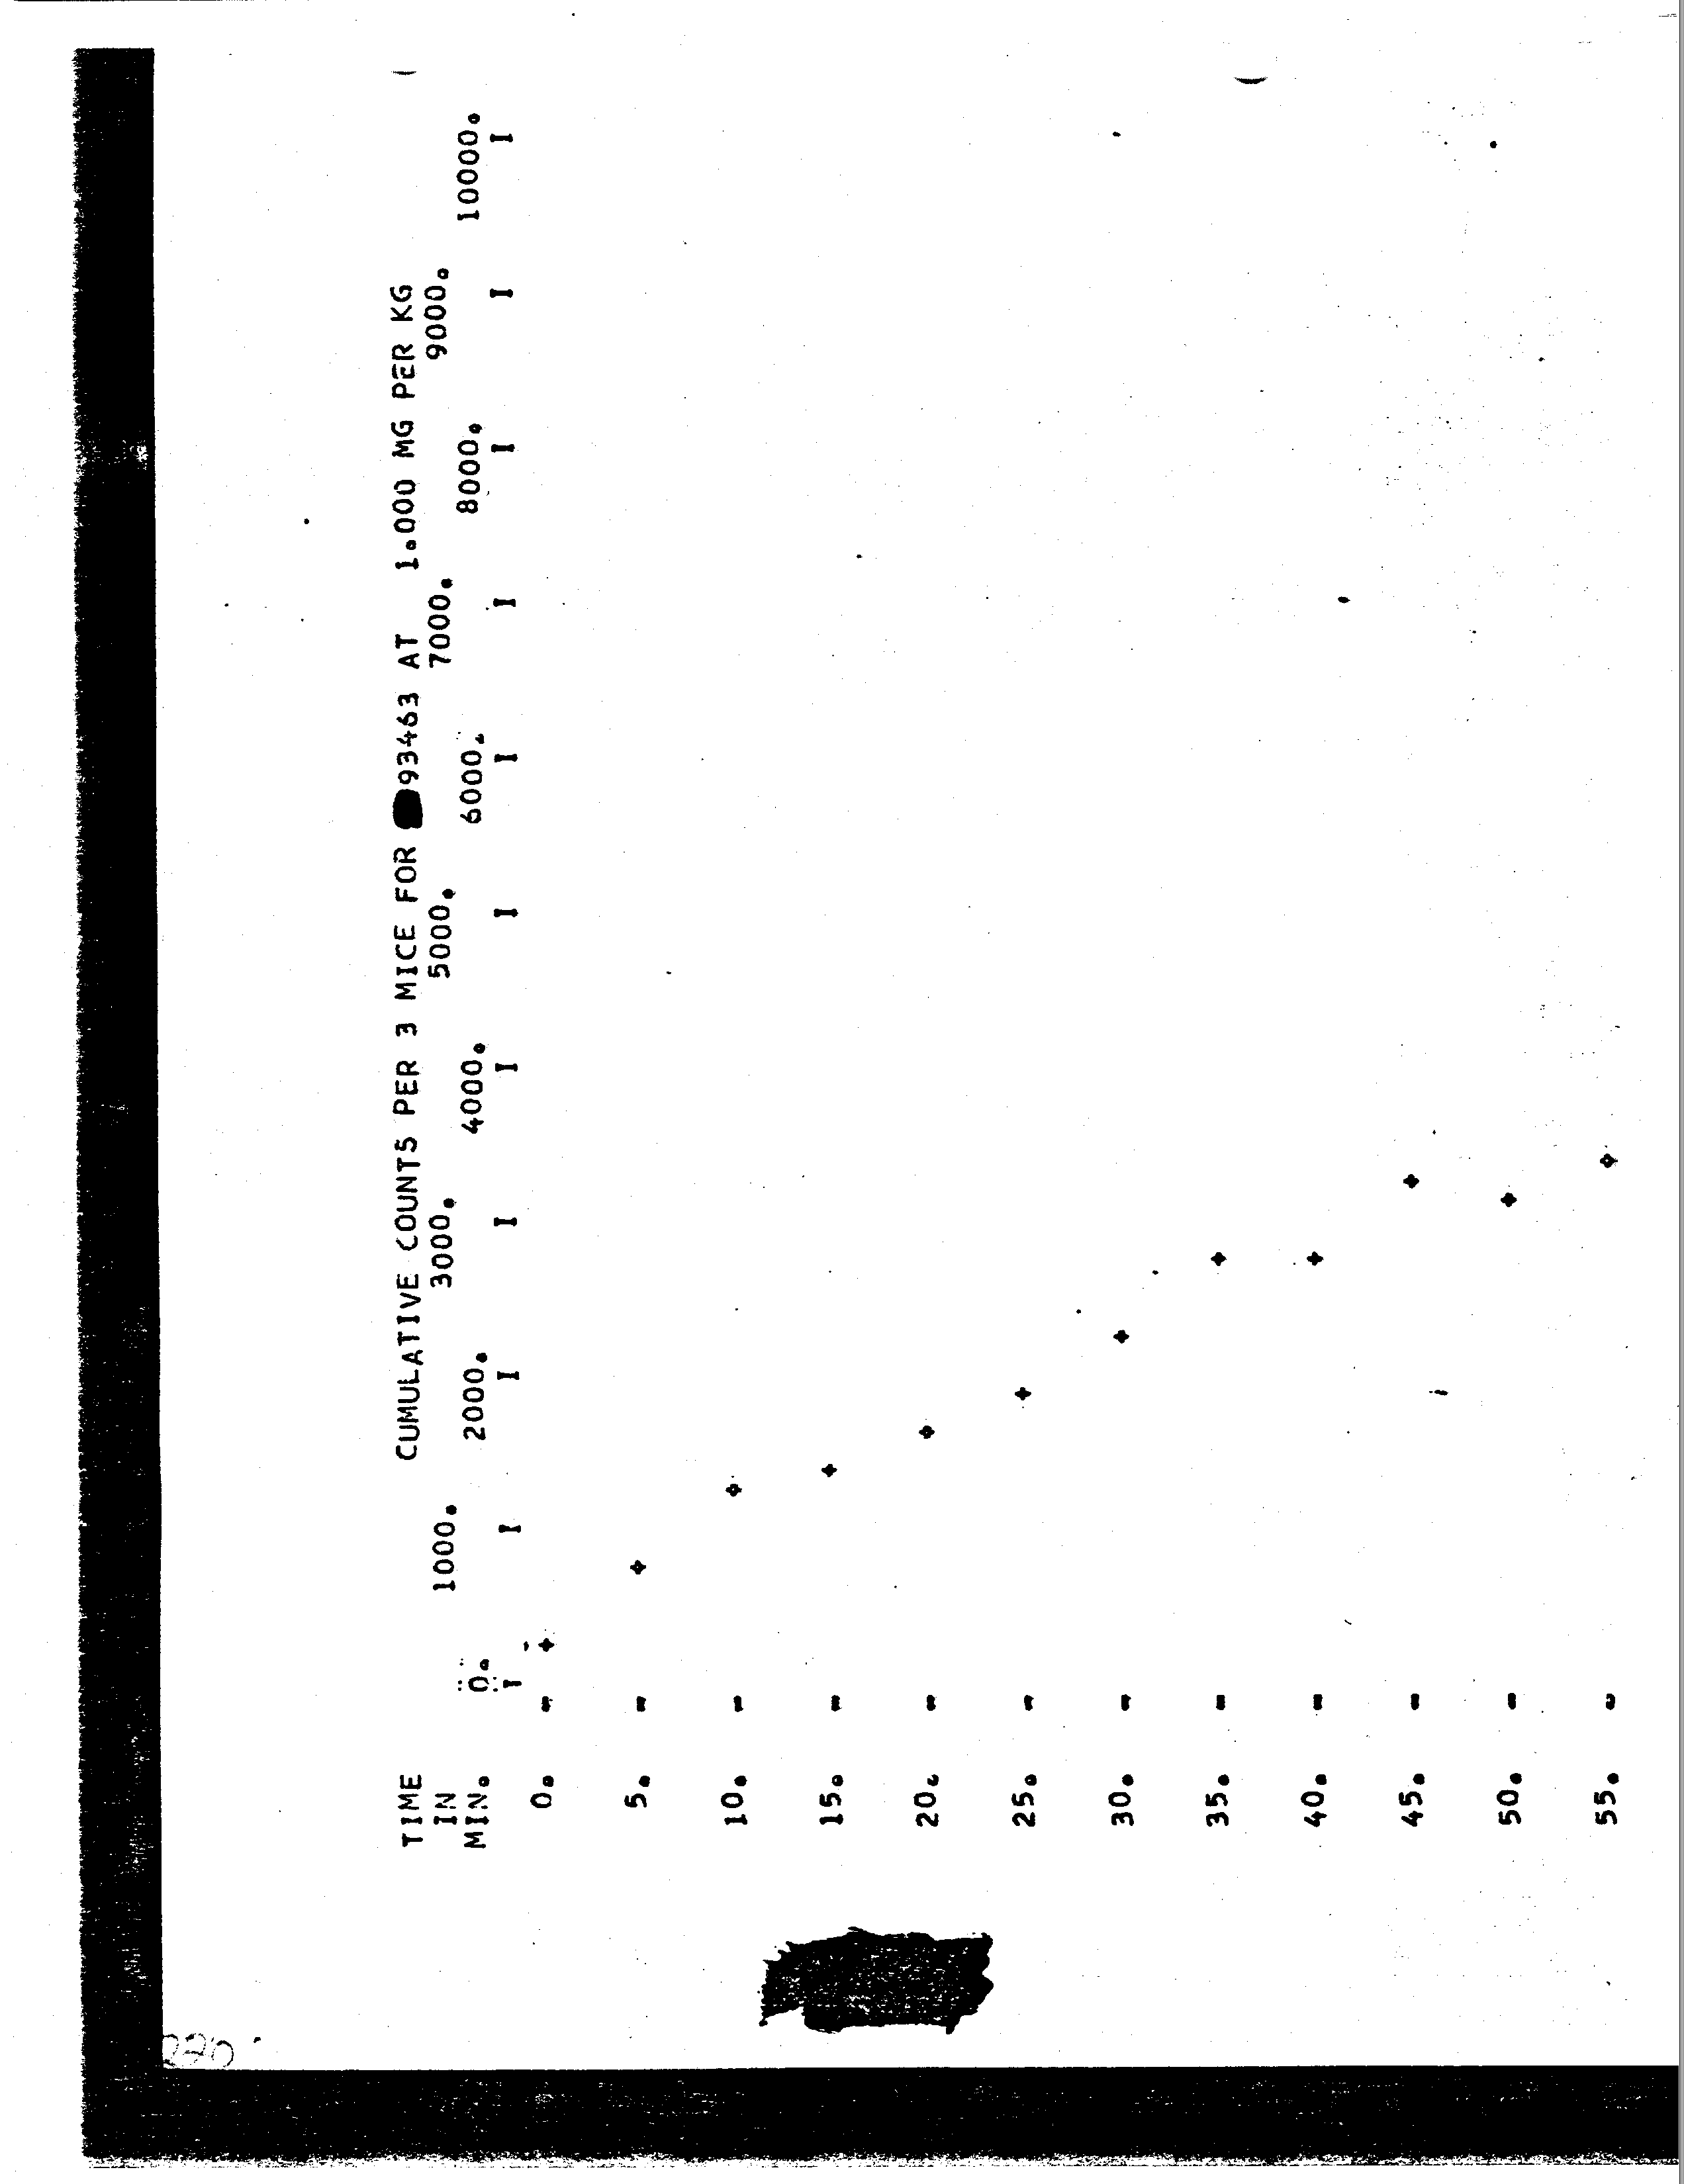 TIME CUMULATIVE COUNTS PER 3 MICE FOR 93463 AT 1.000 MG PER KG
IN 1000. 3000. 5000. 7000. 9000.
MIN. 0. 2000. 4000. 6000. 8000. 10000.
I I I I I I I I I I I
0. - +
5. - +
10. - +
15. - +
20. - +
25. - +
30. - +
35. - +
40. - +
45. - +
50. - +
55. - +
220